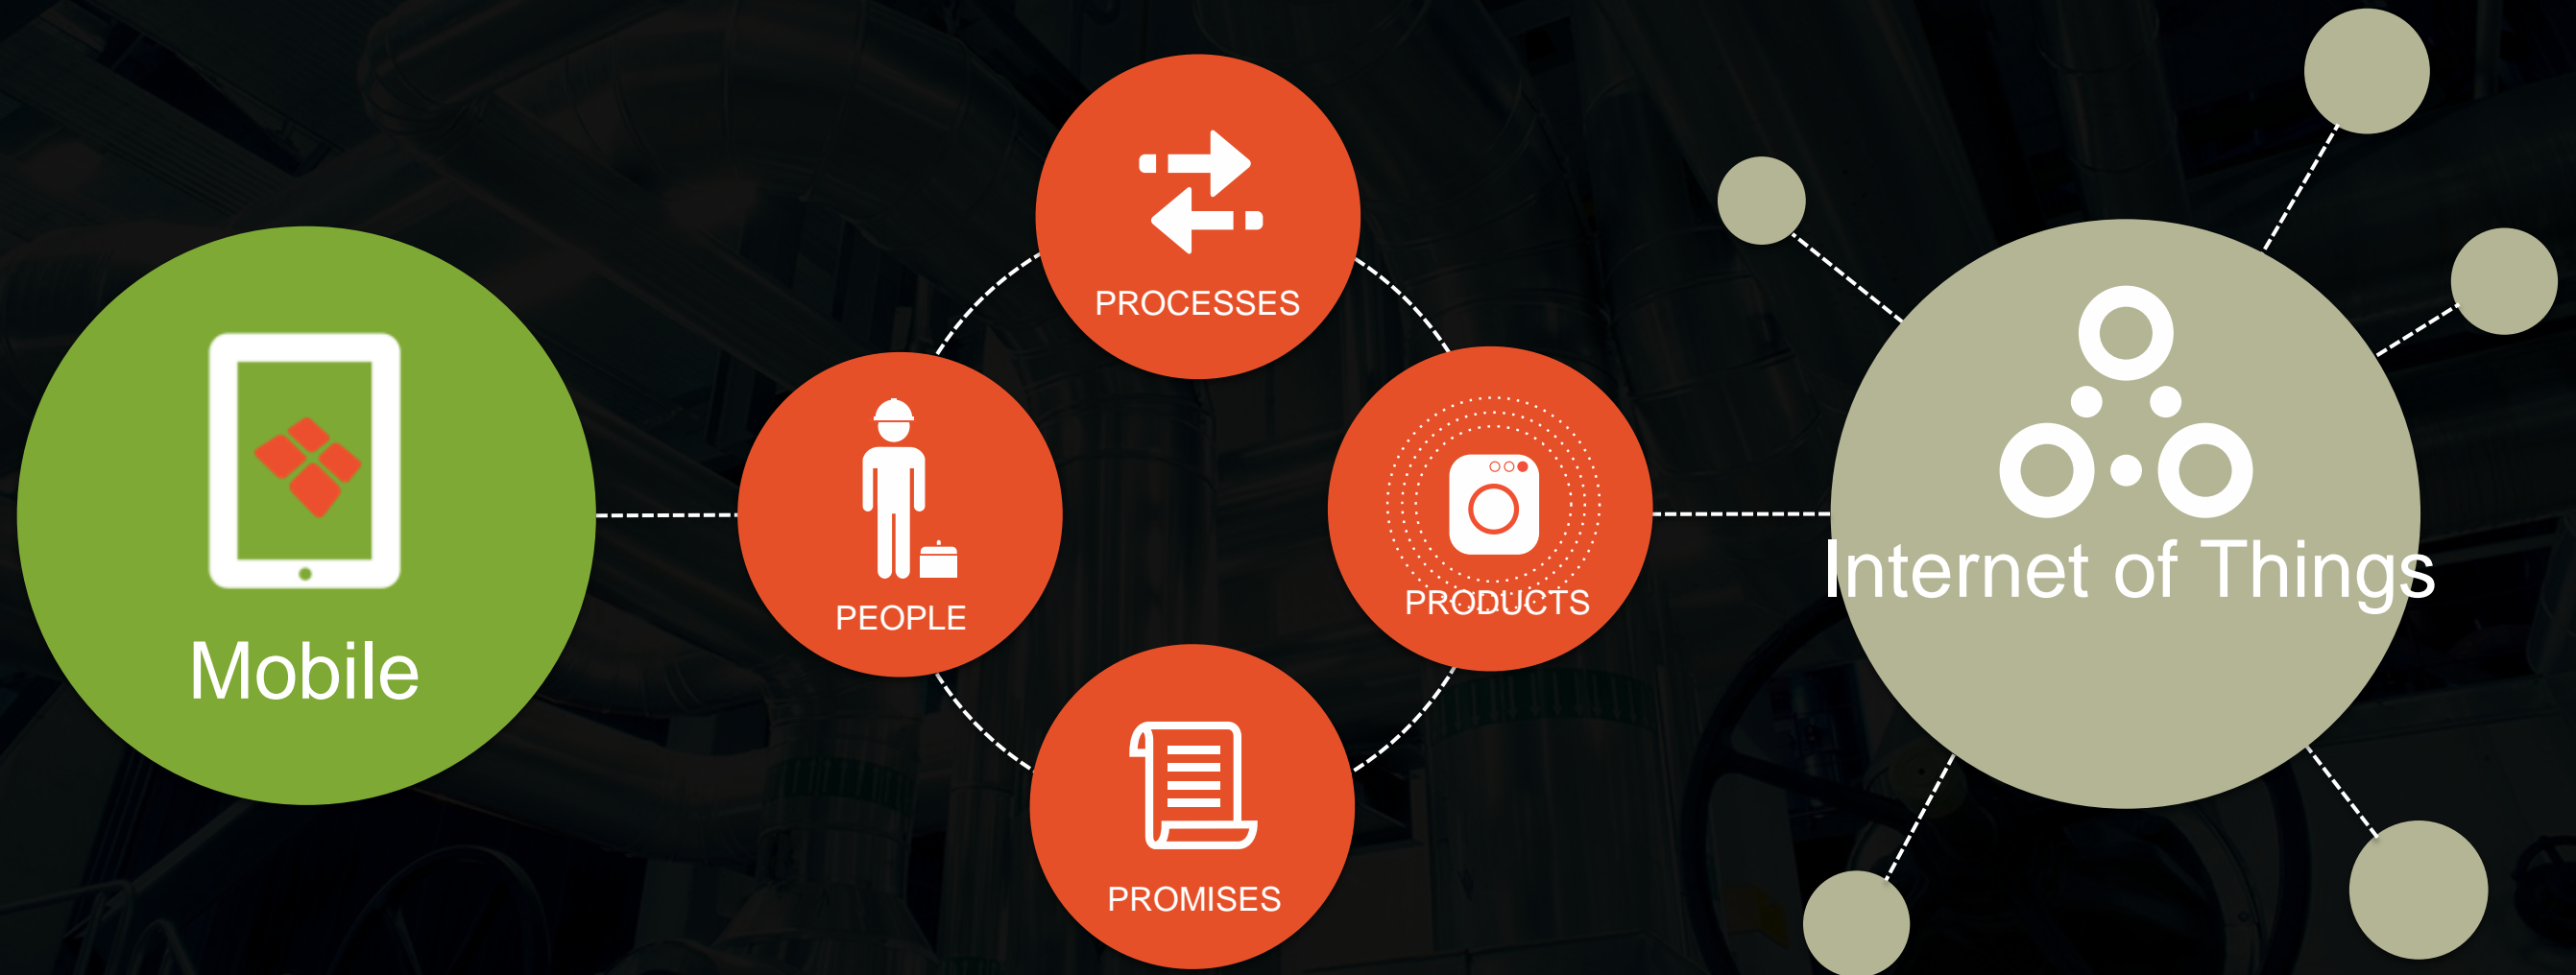 Mobile
PROCESSES
PEOPLE
PRODUCTS
PROMISES
Internet of Things